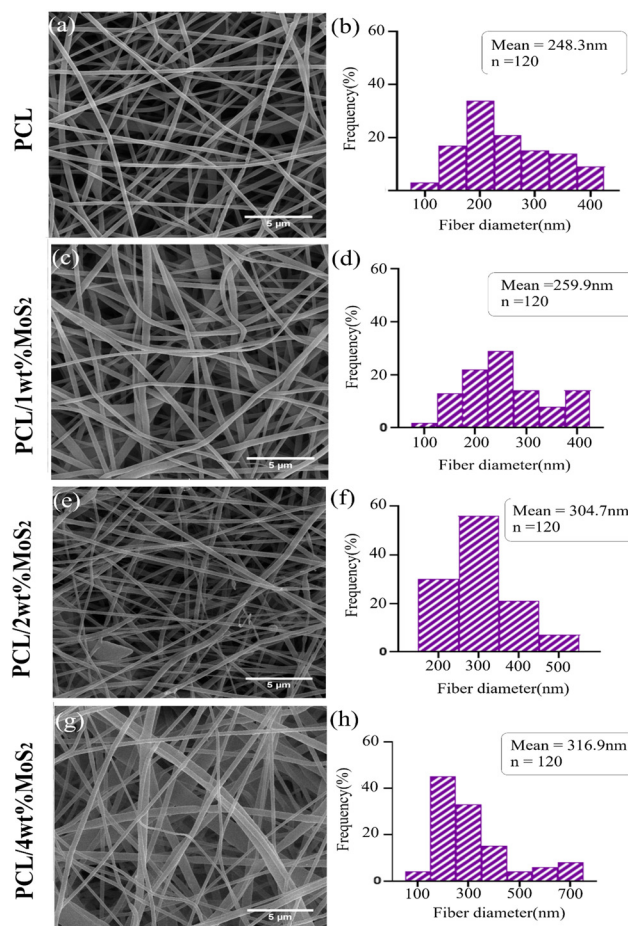 PCL
(a)
5 μm
(b)
Mean = 248.3nm
n =120
Frequency(%)
60
40
20
100 200 300 400
Fiber diameter(nm)
PCL/1wt%MoS₂
(c)
5 μm
(d)
Mean =259.9nm
n =120
Frequency(%)
60
40
20
0
100 200 300 400
Fiber diameter(nm)
PCL/2wt%MoS₂
(e)
5 μm
(f)
Mean = 304.7nm
n =120
Frequency(%)
60
40
20
0
200 300 400 500
Fiber diameter(nm)
PCL/4wt%MoS₂
(g)
5 μm
(h)
Mean = 316.9nm
n = 120
Frequency(%)
60
40
20
0
100 300 500 700
Fiber diameter(nm)